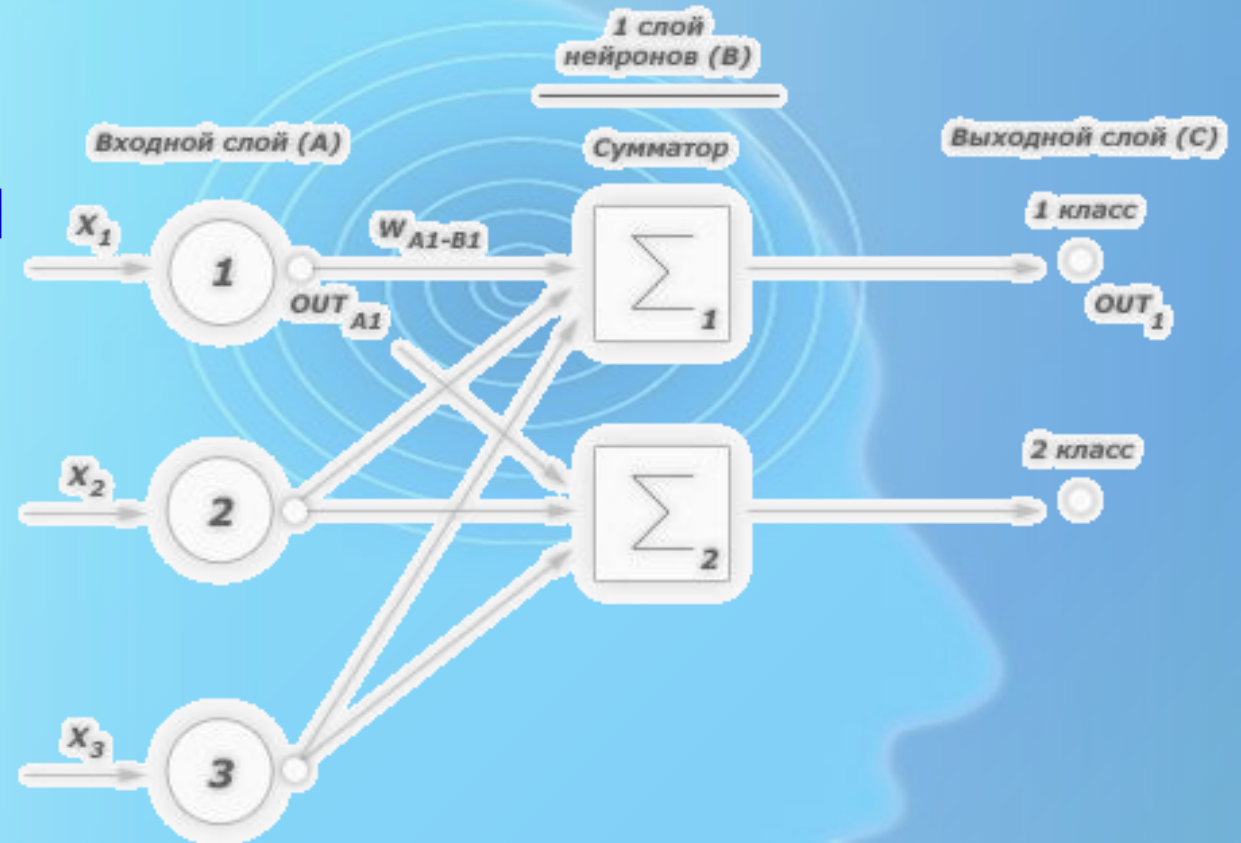 1 слой
нейронов (B)
Входной слой (A)
Сумматор
Выходной слой (C)
X1
WA1-B1
1 класс
1
OUTA1
Σ1
OUT1
X2
2 класс
2
Σ2
X3
3